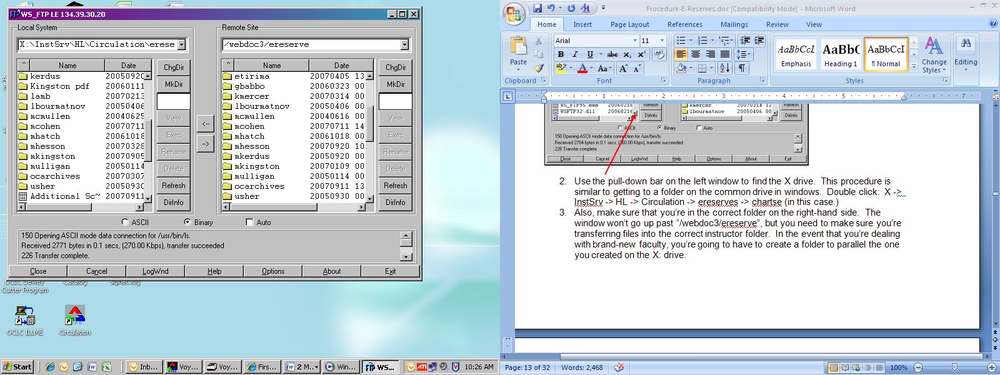 WS_FTP LE 134.39.30.20
Local System
X:\InstSrv\HL\Circulation\erese
^ Name Date
kerdus 20050920
Kingston pdf 20060111
lamb 20070213
lbourmatnov 20050406
mcmullen 20040625
mcohen 20070711
mhatch 20061018
mhesson 20070328
mkingston 20070905
mulligan 20050114
ocarchives 20070307
usher 20050930
Additional Sc~ 20070911
ChgDir
MkDir
View
Exec
Rename
Delete
Refresh
DirInfo
<--
-->
Remote Site
/webdoc3/ereserve
^ Name Date
etirima 20070405 13
gbabbo 20060323 00
kmercer 20070314 00
lbourmatnov 20050406 00
mcmullen 20040616 00
mcohen 20070711 14
mhatch 20061018 00
mhesson 20070920 10
mkerdus 20050920 00
mkingston 20070109 00
mulligan 20050114 00
ocarchives 20070911 13
usher 20050930 00
ChgDir
MkDir
View
Exec
Rename
Delete
Refresh
DirInfo
ASCII Binary Auto
150 Opening ASCII mode data connection for /usr/bin/ls.
Received 2771 bytes in 0.1 secs, (270.00 Kbps), transfer succeeded
226 Transfer complete.
Close Cancel LogWnd Help Options About Exit
Cutter Program
OCLC ILLME Circulation
Start Inb... Voy... Voy... Firs... 2 M... Win... WS... ATI 10:26 AM
Procedure-E-Reserves.doc [Compatibility Mode] - Microsoft Word
Home Insert Page Layout References Mailings Review View
Paste
Clipboard
Arial 11
B I U abc X₂ X²
Aa
Font
Paragraph
AaBbCcI AaBbC AaBbCcI
Emphasis Heading 1 ¶ Normal
Change Styles
Styles
Editing
1 2 3 4 5 7
WS_FTP95.exe 20060216
WSFTP32.dll 20060216
Refresh
DirInfo
kmercer 20070314 12
lbourmatnov 20050406 00
Refresh
DirInfo
ASCII Binary Auto
150 Opening ASCII mode data connection for /usr/bin/ls.
Received 2704 bytes in 0.1 secs, (260.00 Kbps), transfer succeeded
226 Transfer complete.
Close Cancel LogWnd Help Options About Exit
2. Use the pull-down bar on the left window to find the X drive. This procedure is
similar to getting to a folder on the common drive in windows. Double click: X ->
InstSrv -> HL -> Circulation -> ereserves -> chartse (in this case.)
3. Also, make sure that you’re in the correct folder on the right-hand side. The
window won’t go up past “/webdoc3/ereserve”, but you need to make sure you’re
transferring files into the correct instructor folder. In the event that you’re dealing
with brand-new faculty, you’re going to have to create a folder to parallel the one
you created on the X: drive.
Page: 13 of 32 Words: 2,468 100%